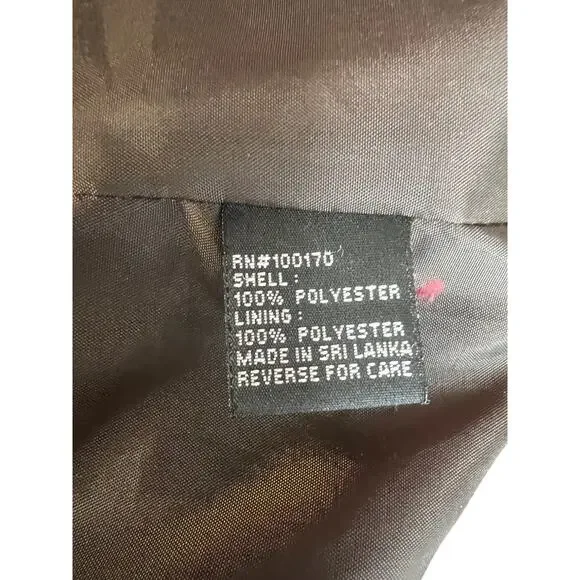 RN#100170
SHELL:
100% POLYESTER
LINING:
100% POLYESTER
MADE IN SRI LANKA
REVERSE FOR CARE